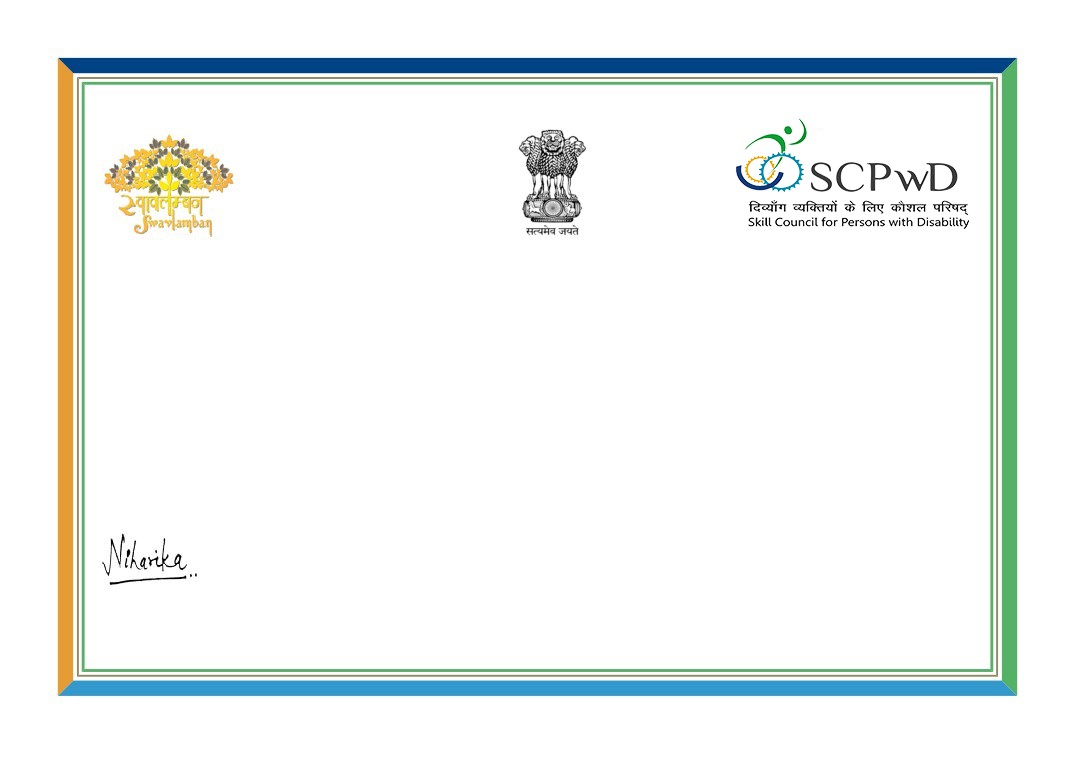 स्वावलम्बन
Swavlamban
सत्यमेव जयते
SCPwD
दिव्याँग व्यक्तियों के लिए कौशल परिषद्
Skill Council for Persons with Disability
Niharika